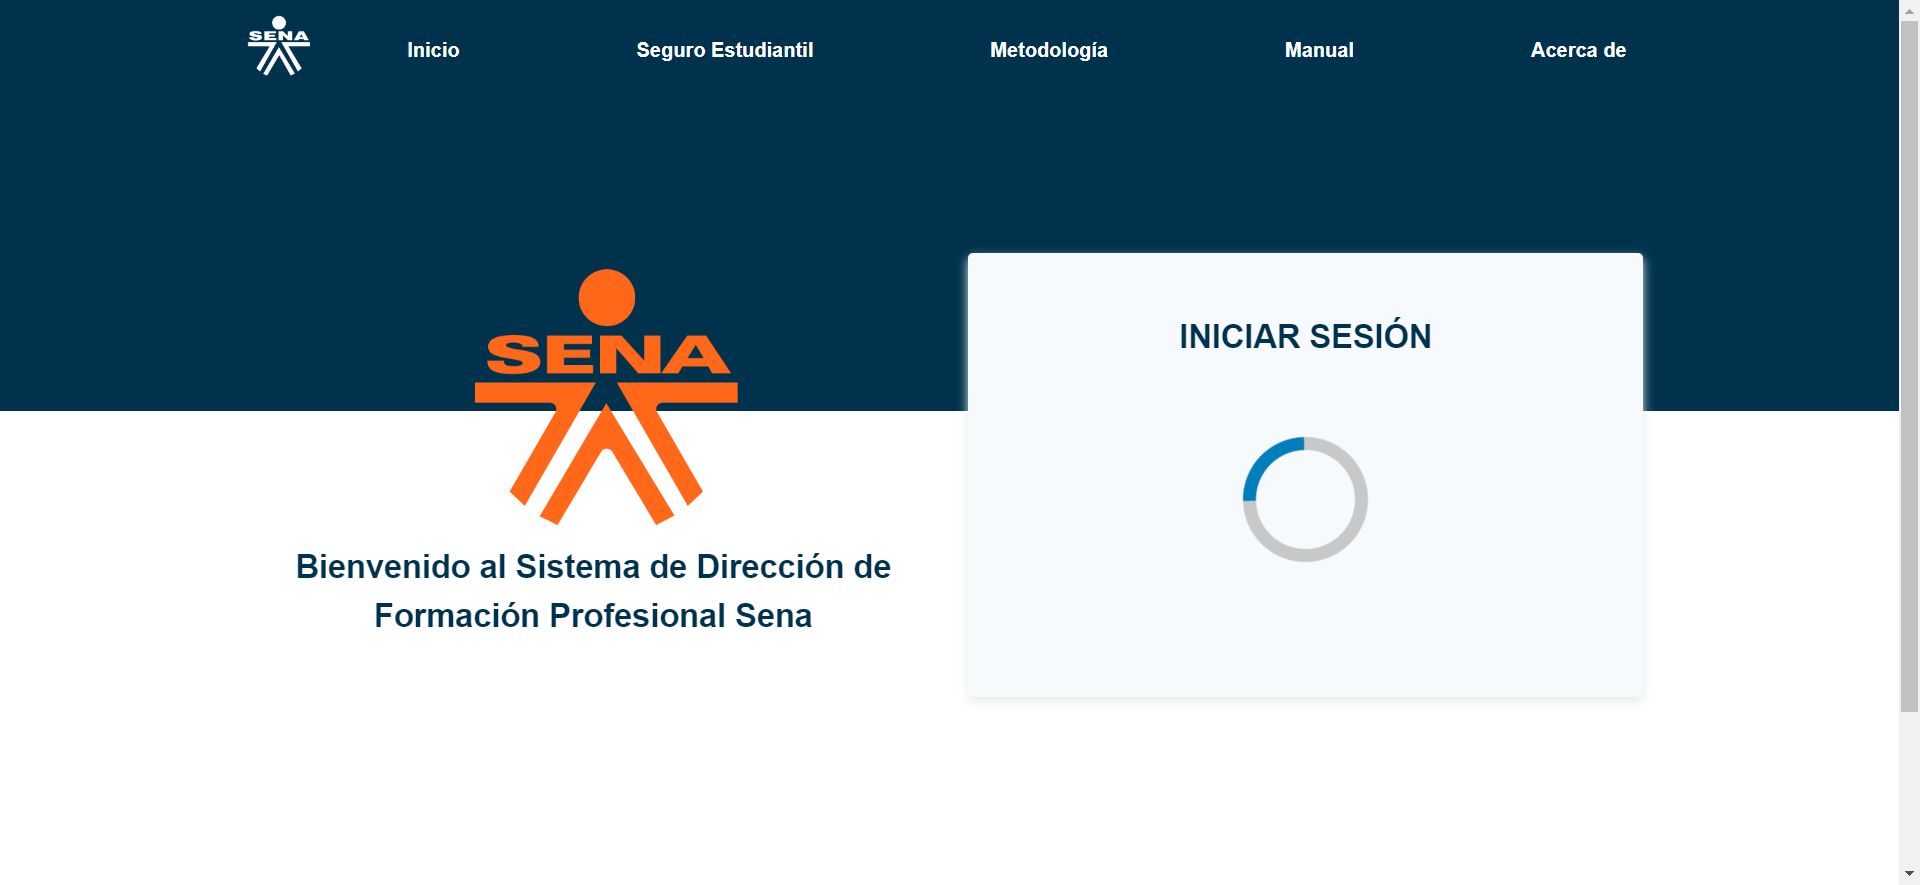 SENA
Inicio
Seguro Estudiantil
Metodología
Manual
Acerca de
SENA
Bienvenido al Sistema de Dirección de
Formación Profesional Sena
INICIAR SESIÓN